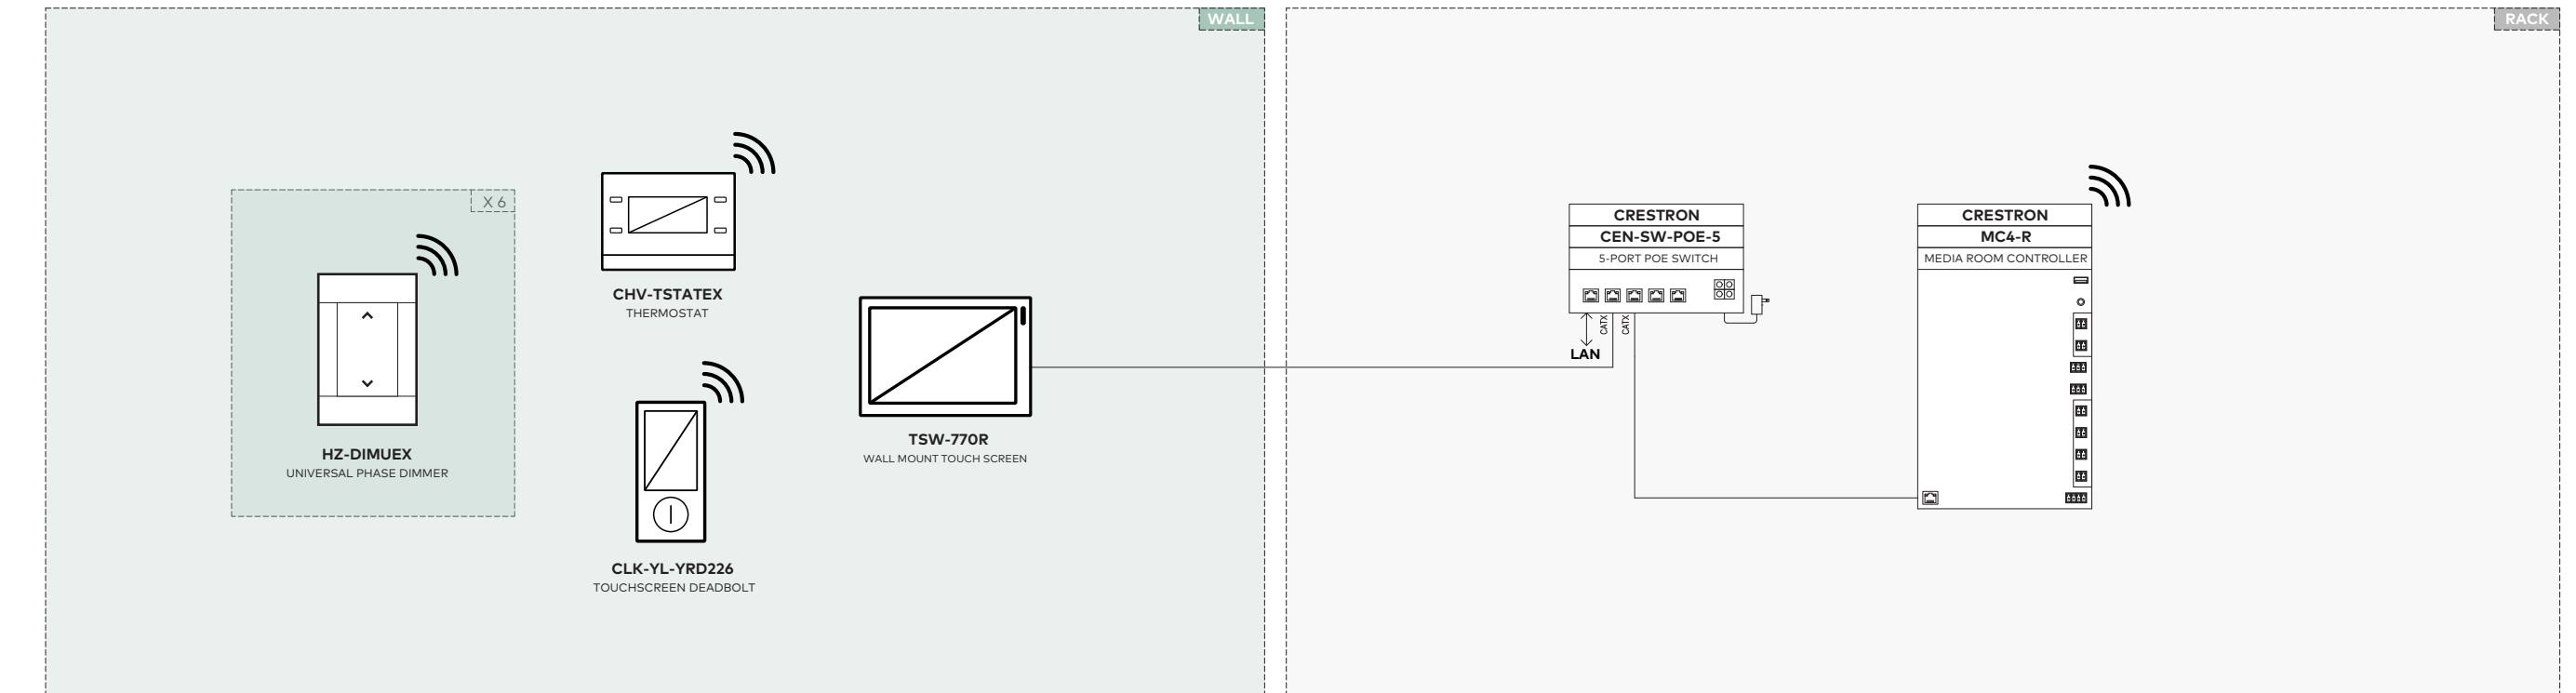 WALL
RACK
X 6
HZ-DIMUEX
UNIVERSAL PHASE DIMMER
CHV-TSTATEX
THERMOSTAT
CLK-YL-YRD226
TOUCHSCREEN DEADBOLT
TSW-770R
WALL MOUNT TOUCH SCREEN
CRESTRON
CEN-SW-POE-5
5-PORT POE SWITCH
CATX
CATX
LAN
CRESTRON
MC4-R
MEDIA ROOM CONTROLLER